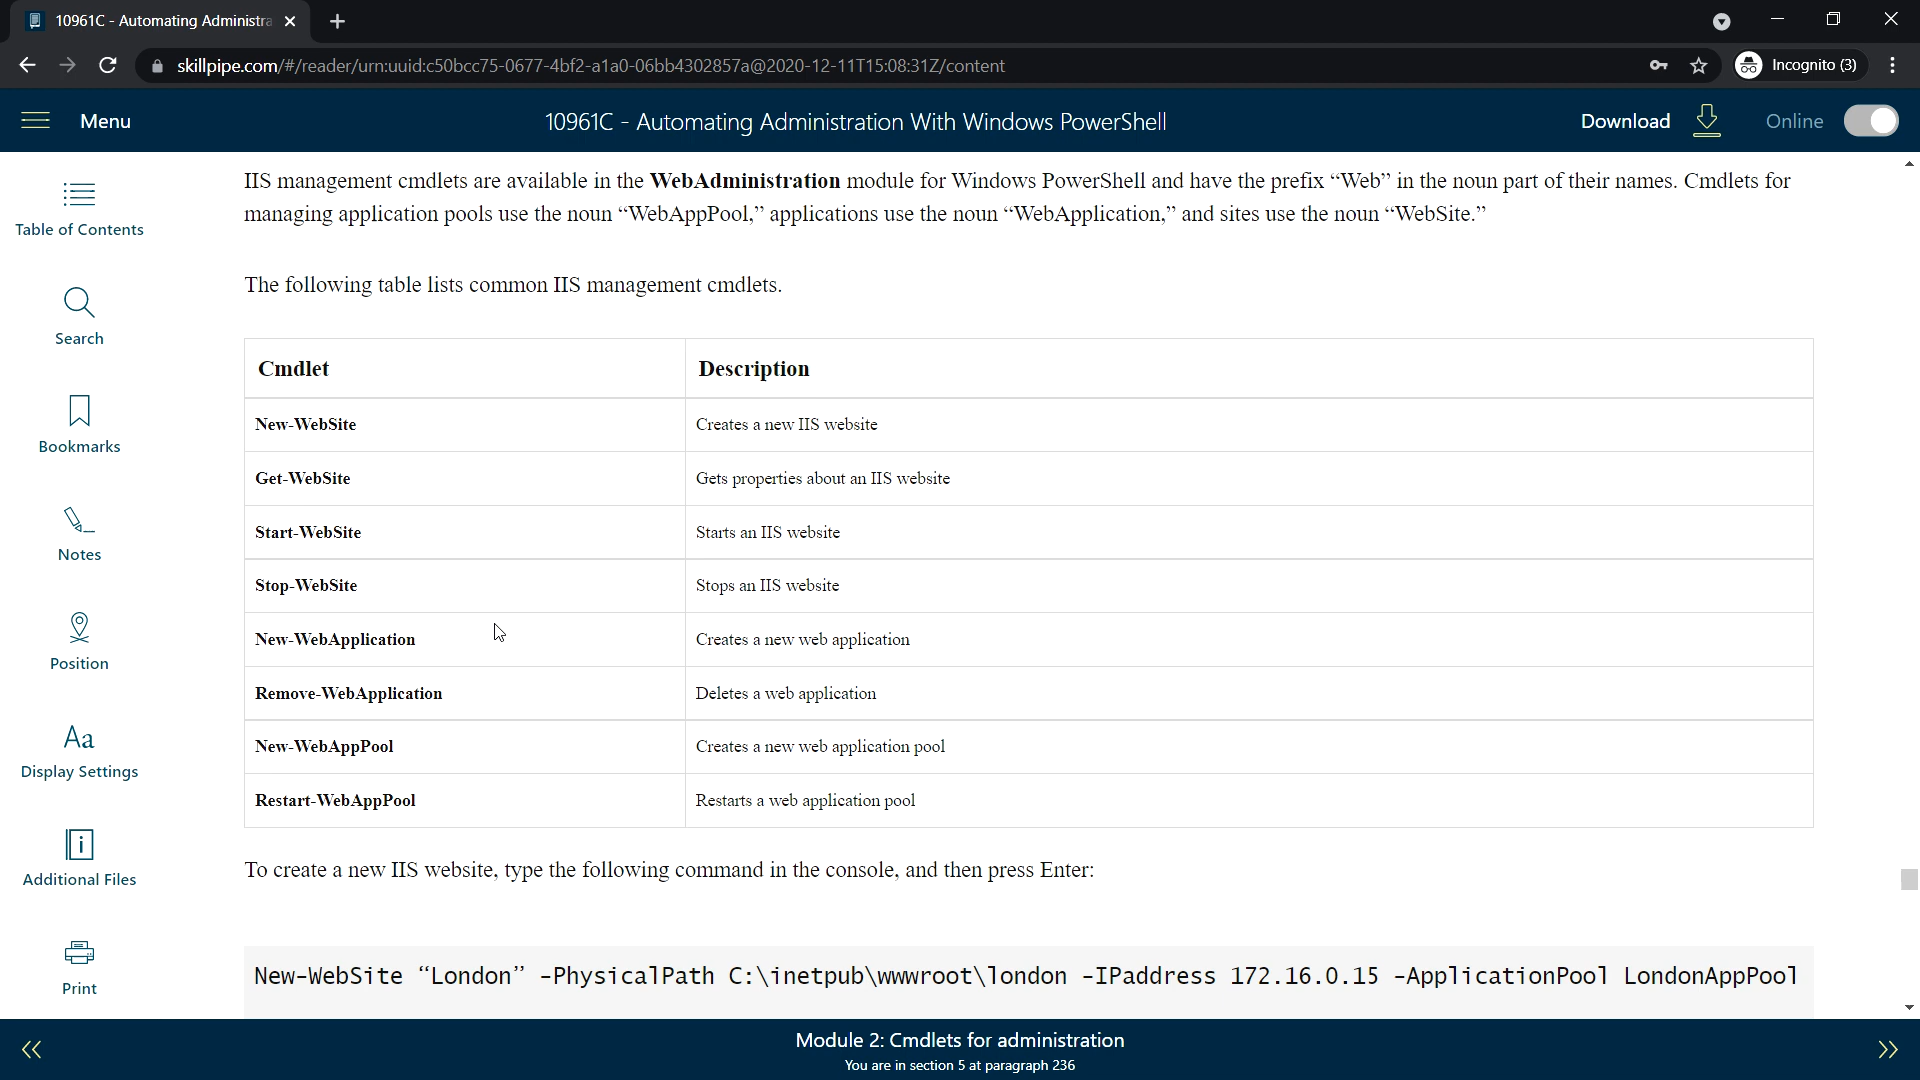 10961C - Automating Administra
skillpipe.com/#/reader/urn:uuid:c50bcc75-0677-4bf2-a1a0-06bb4302857a@2020-12-11T15:08:31Z/content
Incognito (3)
Menu
10961C - Automating Administration With Windows PowerShell
Download
Online
Table of Contents
Search
Bookmarks
Notes
Position
Aa
Display Settings
Additional Files
Print
IIS management cmdlets are available in the WebAdministration module for Windows PowerShell and have the prefix “Web” in the noun part of their names. Cmdlets for
managing application pools use the noun “WebAppPool,” applications use the noun “WebApplication,” and sites use the noun “WebSite.”
The following table lists common IIS management cmdlets.
Cmdlet Description
New-WebSite Creates a new IIS website
Get-WebSite Gets properties about an IIS website
Start-WebSite Starts an IIS website
Stop-WebSite Stops an IIS website
New-WebApplication Creates a new web application
Remove-WebApplication Deletes a web application
New-WebAppPool Creates a new web application pool
Restart-WebAppPool Restarts a web application pool
To create a new IIS website, type the following command in the console, and then press Enter:
New-WebSite “London” -PhysicalPath C:\inetpub\wwwroot\london -IPaddress 172.16.0.15 -ApplicationPool LondonAppPool
Module 2: Cmdlets for administration
You are in section 5 at paragraph 236